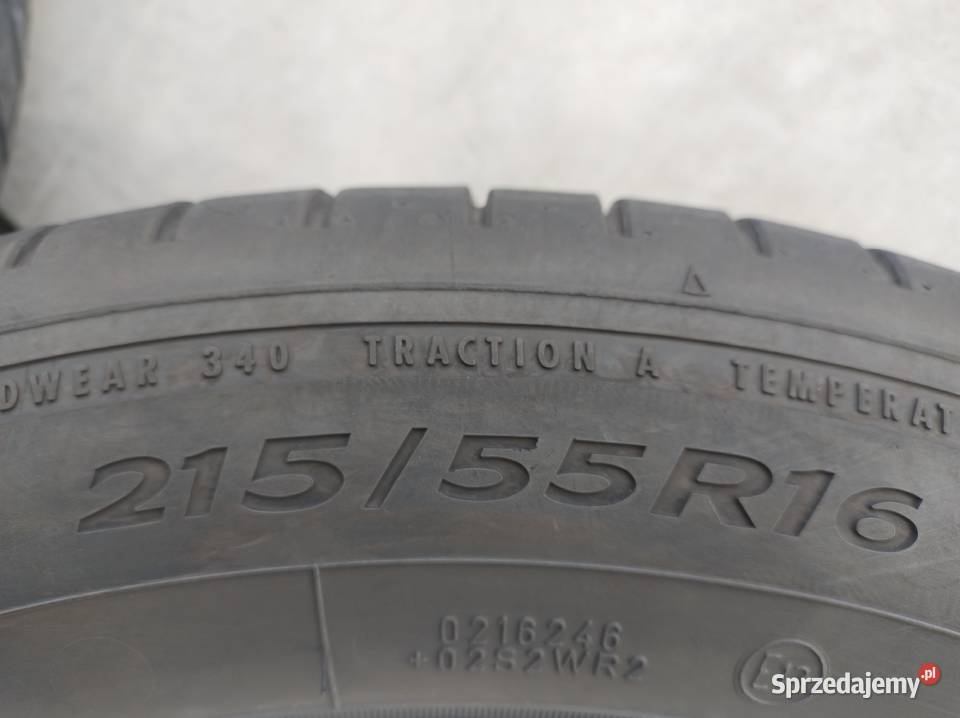 DWEAR 340 TRACTION A TEMPERAT
215/55R16
0216246
+02S2WR2
Sprzedajemy.pl